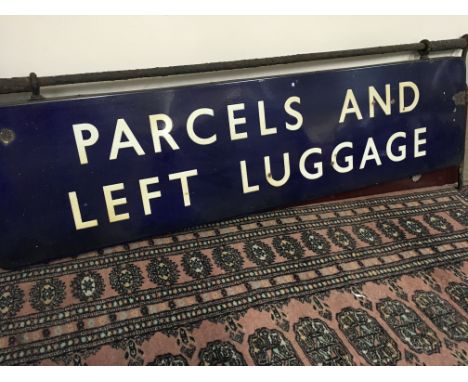 PARCELS AND
LEFT LUGGAGE